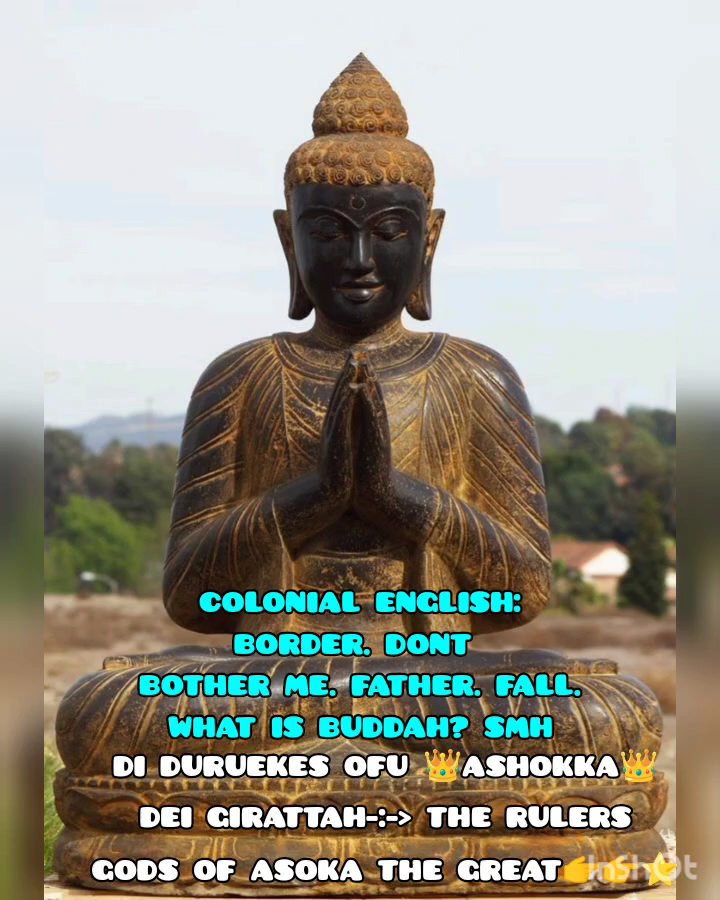 COLONIAL ENGLISH:
BORDER. DONT
BOTHER ME. FATHER. FALL.
WHAT IS BUDDAH? SMH
DI DURUEKES OFU 👑ASHOKKA👑
DEI GIRATTAH-:-> THE RULERS
GODS OF ASOKA THE GREAT👉⭐
InShOt